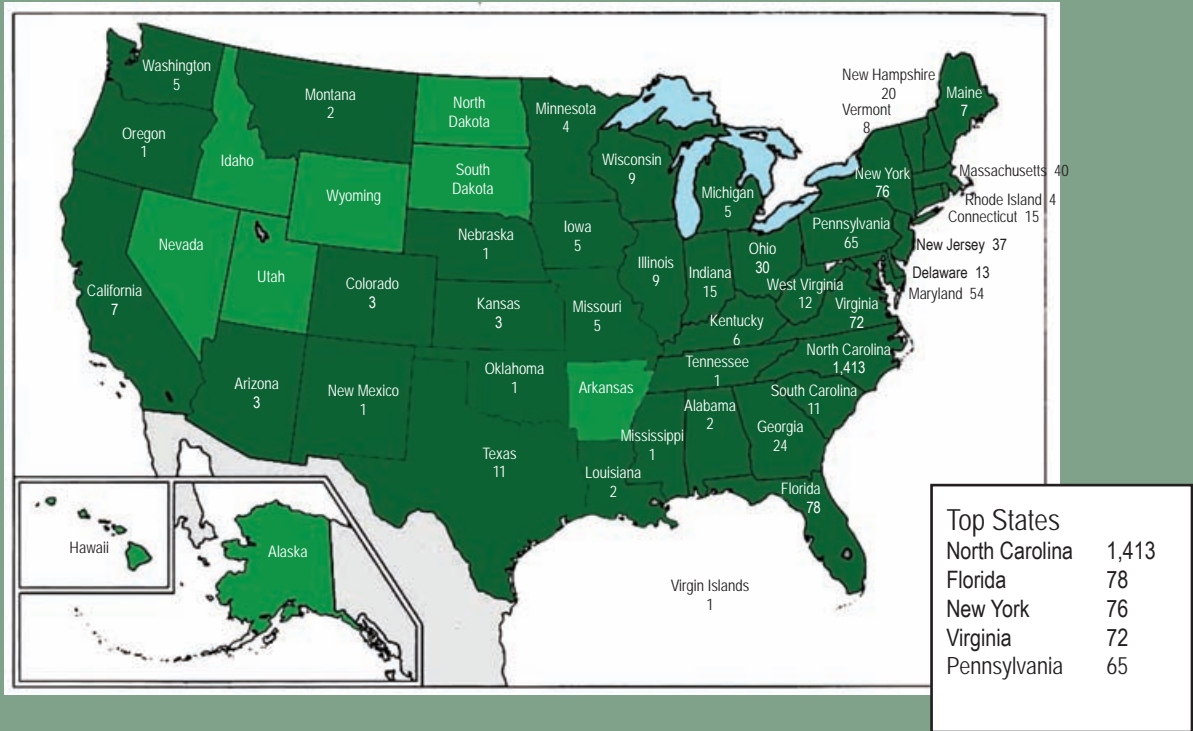 Washington
5
Montana
2
North
Dakota
Minnesota
4
New Hampshire
20
Vermont
8
Maine
7
Oregon
1
Idaho
Wyoming
South
Dakota
Wisconsin
9
Michigan
5
New York
76
Massachusetts 40
Rhode Island 4
Connecticut 15
Nevada
Utah
Nebraska
1
Iowa
5
Pennsylvania
65
New Jersey 37
Delaware 13
Maryland 54
California
7
Colorado
3
Kansas
3
Missouri
5
Illinois
9
Indiana
15
Ohio
30
West Virginia
12
Virginia
72
Kentucky
6
North Carolina
1,413
Tennessee
1
South Carolina
11
Arizona
3
New Mexico
1
Oklahoma
1
Arkansas
Mississippi
1
Alabama
2
Georgia
24
Texas
11
Louisiana
2
Florida
78
Hawaii
Alaska
Virgin Islands
1
Top States
North Carolina 1,413
Florida 78
New York 76
Virginia 72
Pennsylvania 65